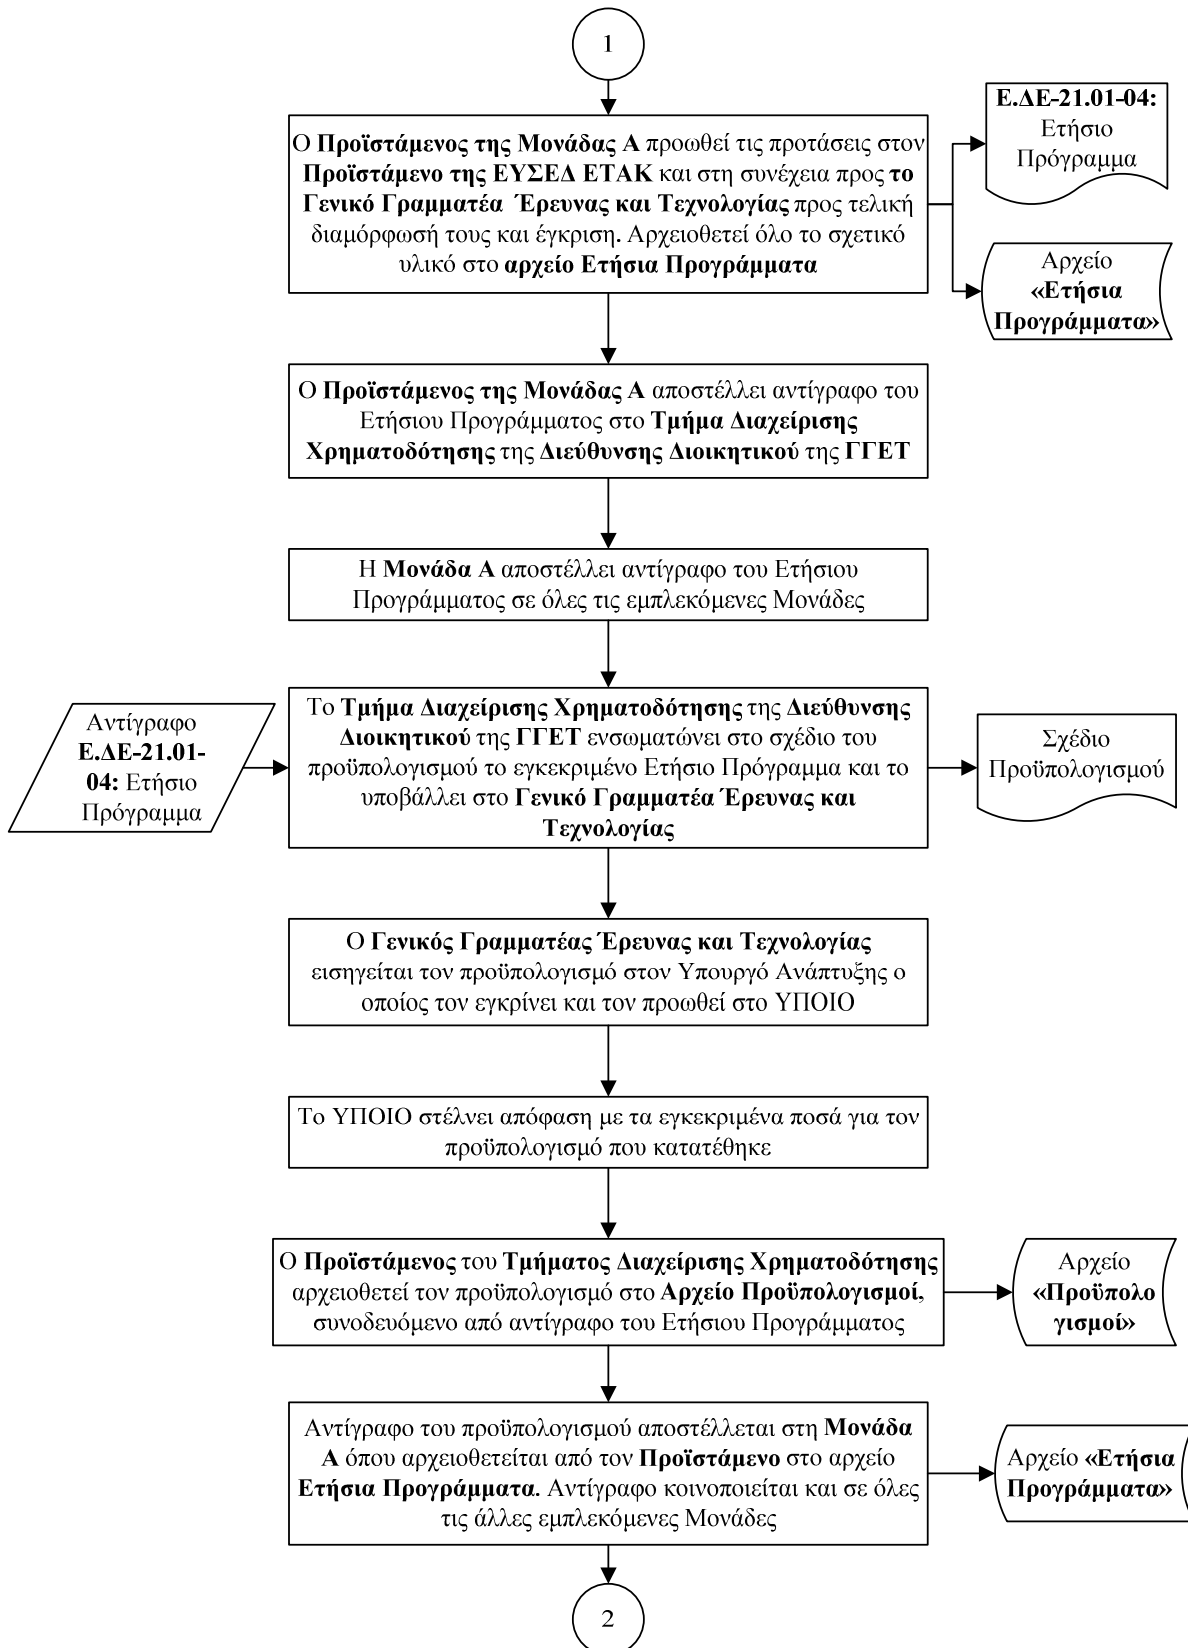 1
Ο Προϊστάμενος της Μονάδας Α προωθεί τις προτάσεις στον
Προϊστάμενο της ΕΥΣΕΔ ΕΤΑΚ και στη συνέχεια προς το
Γενικό Γραμματέα Έρευνας και Τεχνολογίας προς τελική
διαμόρφωσή τους και έγκριση. Αρχειοθετεί όλο το σχετικό
υλικό στο αρχείο Ετήσια Προγράμματα
Ε.ΔΕ-21.01-04:
Ετήσιο
Πρόγραμμα
Αρχείο
«Ετήσια
Προγράμματα»
Ο Προϊστάμενος της Μονάδας Α αποστέλλει αντίγραφο του
Ετήσιου Προγράμματος στο Τμήμα Διαχείρισης
Χρηματοδότησης της Διεύθυνσης Διοικητικού της ΓΓΕΤ
Η Μονάδα Α αποστέλλει αντίγραφο του Ετήσιου
Προγράμματος σε όλες τις εμπλεκόμενες Μονάδες
Αντίγραφο
Ε.ΔΕ-21.01-
04: Ετήσιο
Πρόγραμμα
Το Τμήμα Διαχείρισης Χρηματοδότησης της Διεύθυνσης
Διοικητικού της ΓΓΕΤ ενσωματώνει στο σχέδιο του
προϋπολογισμού το εγκεκριμένο Ετήσιο Πρόγραμμα και το
υποβάλλει στο Γενικό Γραμματέα Έρευνας και
Τεχνολογίας
Σχέδιο
Προϋπολογισμού
Ο Γενικός Γραμματέας Έρευνας και Τεχνολογίας
εισηγείται τον προϋπολογισμό στον Υπουργό Ανάπτυξης ο
οποίος τον εγκρίνει και τον προωθεί στο ΥΠΟΙΟ
Το ΥΠΟΙΟ στέλνει απόφαση με τα εγκεκριμένα ποσά για τον
προϋπολογισμό που κατατέθηκε
Ο Προϊστάμενος του Τμήματος Διαχείρισης Χρηματοδότησης
αρχειοθετεί τον προϋπολογισμό στο Αρχείο Προϋπολογισμοί,
συνοδευόμενο από αντίγραφο του Ετήσιου Προγράμματος
Αρχείο
«Προϋπολο
γισμοί»
Αντίγραφο του προϋπολογισμού αποστέλλεται στη Μονάδα
Α όπου αρχειοθετείται από τον Προϊστάμενο στο αρχείο
Ετήσια Προγράμματα. Αντίγραφο κοινοποιείται και σε όλες
τις άλλες εμπλεκόμενες Μονάδες
Αρχείο «Ετήσια
Προγράμματα»
2